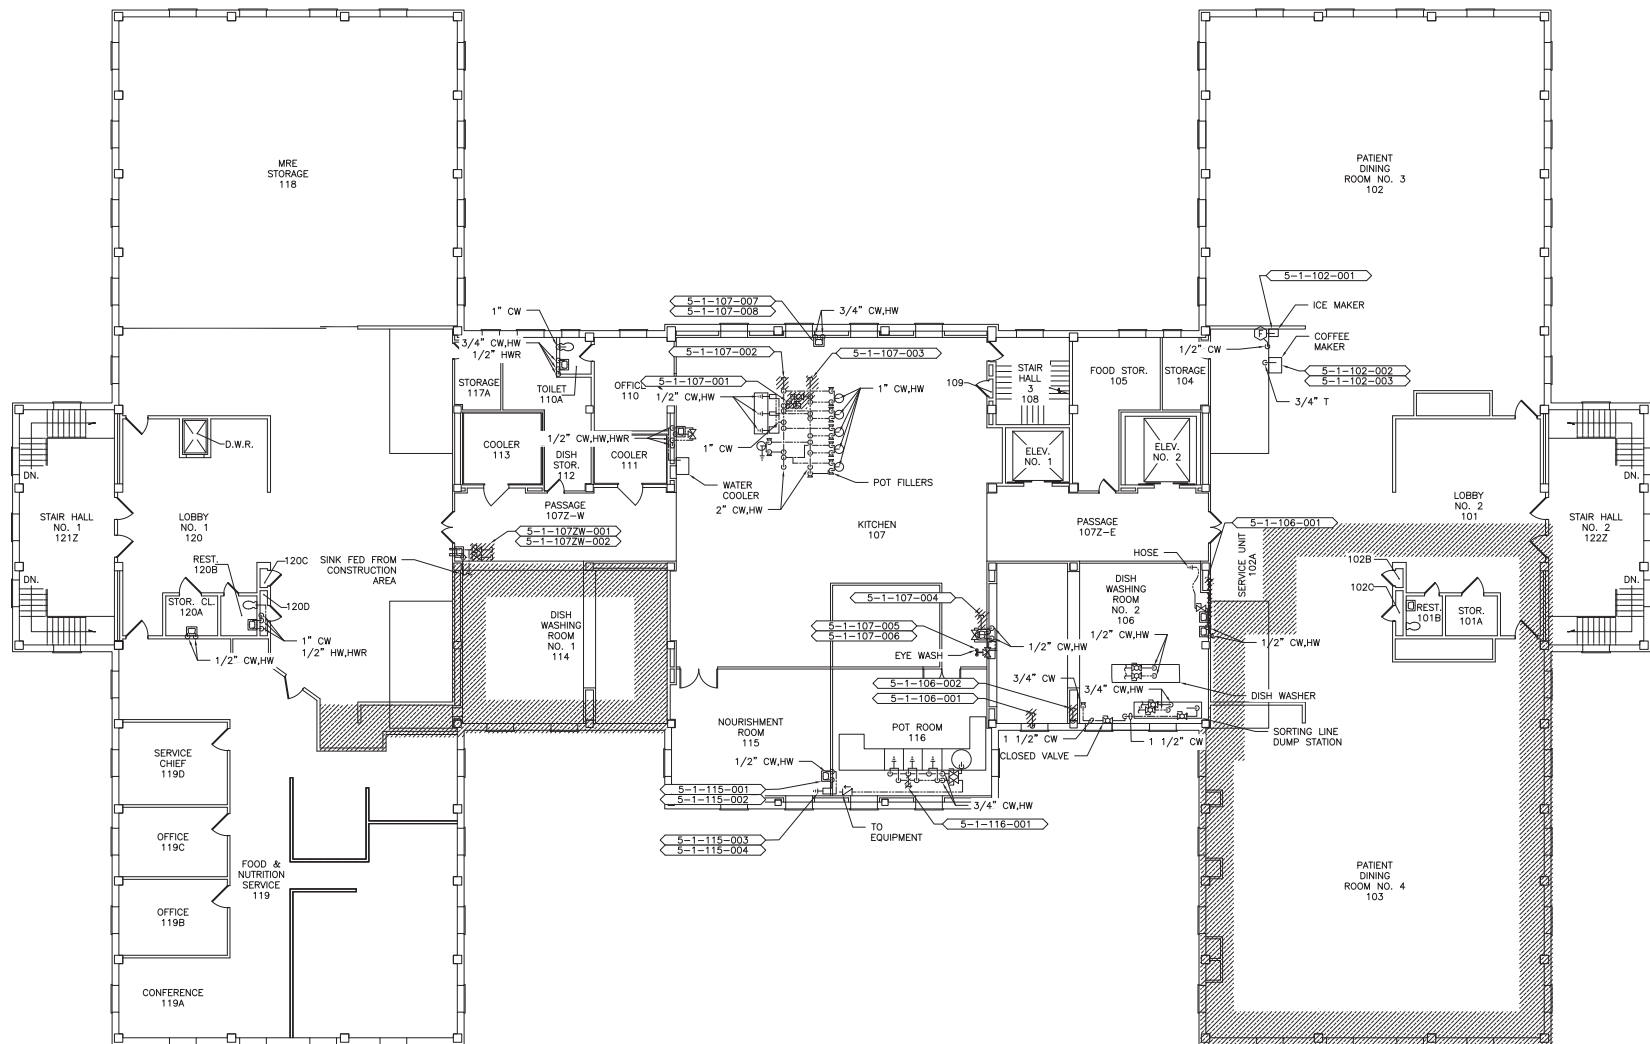 MRE
STORAGE
118
PATIENT
DINING
ROOM NO. 3
102
5-1-102-001
ICE MAKER
COFFEE
MAKER
1/2" CW
5-1-102-002
5-1-102-003
3/4" T
5-1-107-007
5-1-107-008
3/4" CW,HW
1" CW
3/4" CW,HW
1/2" HWR
5-1-107-002
5-1-107-003
STORAGE
117A
TOILET
110A
OFFICE
110
5-1-107-001
1/2" CW,HW
1" CW,HW
109
STAIR
HALL
3
108
FOOD STOR.
105
STORAGE
104
D.W.R.
COOLER
113
1/2" CW,HW,HWR
DISH
STOR.
112
COOLER
111
1" CW
WATER
COOLER
2" CW,HW
POT FILLERS
ELEV.
NO. 1
ELEV.
NO. 2
DN.
STAIR HALL
NO. 1
121Z
DN.
LOBBY
NO. 1
120
PASSAGE
107Z-W
5-1-107ZW-001
5-1-107ZW-002
KITCHEN
107
PASSAGE
107Z-E
5-1-106-001
LOBBY
NO. 2
101
DN.
STAIR HALL
NO. 2
122Z
DN.
REST.
120B
120C
SINK FED FROM
CONSTRUCTION
AREA
HOSE
SERVICE UNIT
102A
102B
102C
STOR. CL.
120A
120D
1" CW
1/2" HW,HWR
1/2" CW,HW
DISH
WASHING
ROOM
NO. 1
114
5-1-107-004
5-1-107-005
5-1-107-006
EYE WASH
1/2" CW,HW
DISH
WASHING
ROOM
NO. 2
106
1/2" CW,HW
1/2" CW,HW
REST.
101B
STOR.
101A
5-1-106-002
5-1-106-001
3/4" CW
3/4" CW,HW
DISH WASHER
NOURISHMENT
ROOM
115
POT ROOM
116
1 1/2" CW
CLOSED VALVE
1 1/2" CW
SORTING LINE
DUMP STATION
SERVICE
CHIEF
119D
1/2" CW,HW
5-1-115-001
5-1-115-002
3/4" CW,HW
5-1-116-001
TO
EQUIPMENT
5-1-115-003
5-1-115-004
OFFICE
119C
FOOD &
NUTRITION
SERVICE
119
OFFICE
119B
CONFERENCE
119A
PATIENT
DINING
ROOM NO. 4
103